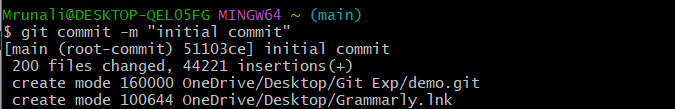 Mrunali@DESKTOP-QEL05FG MINGW64 ~ (main)
$ git commit -m "initial commit"
[main (root-commit) 51103ce] initial commit
 200 files changed, 44221 insertions(+)
 create mode 160000 OneDrive/Desktop/Git Exp/demo.git
 create mode 100644 OneDrive/Desktop/Grammarly.lnk